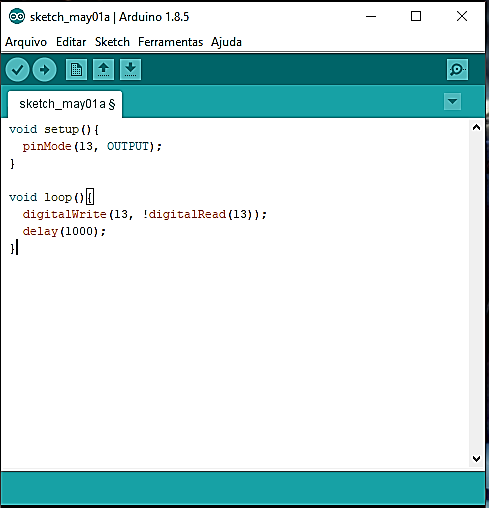 sketch_may01a | Arduino 1.8.5
Arquivo Editar Sketch Ferramentas Ajuda
sketch_may01a §
void setup(){
  pinMode(13, OUTPUT);
}

void loop(){
  digitalWrite(13, !digitalRead(13));
  delay(1000);
}